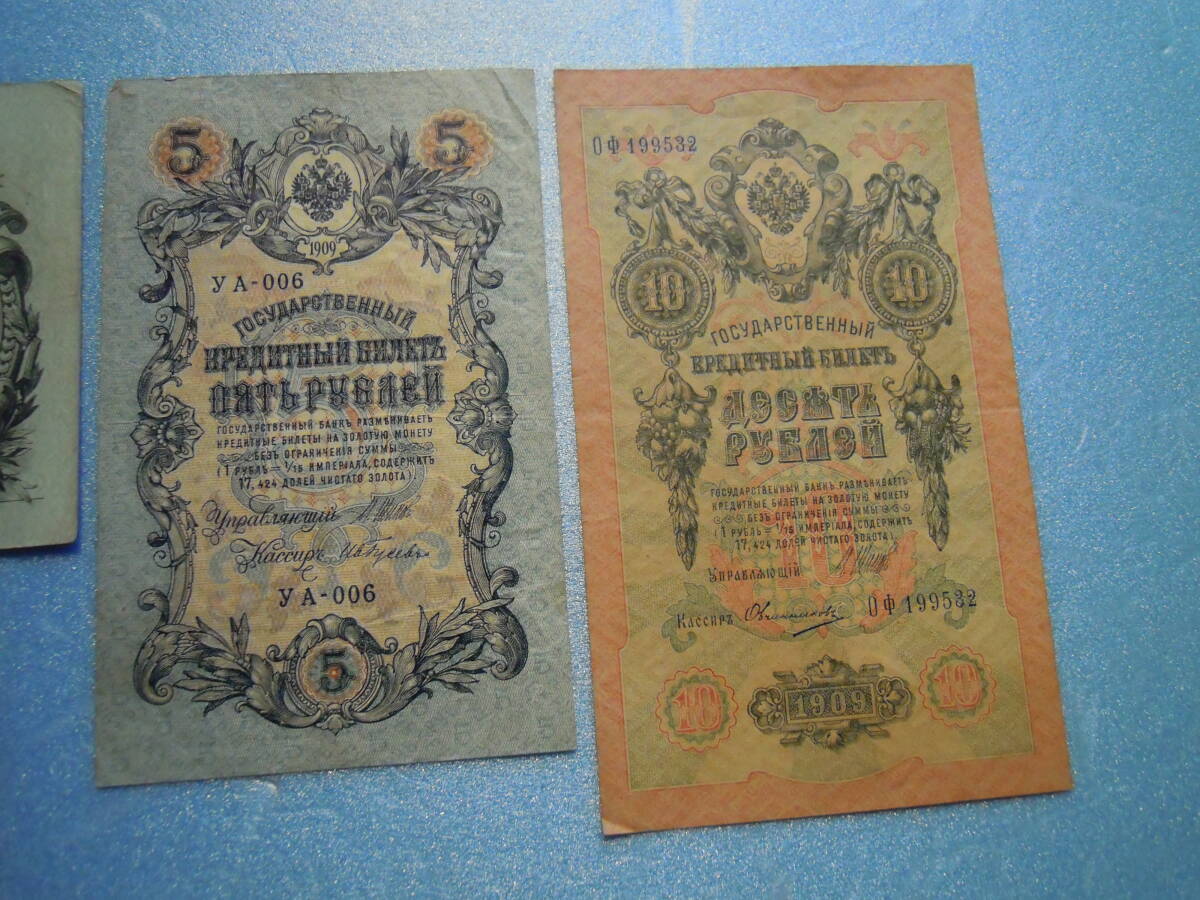 5 5
1909
УА-006
ГОСУДАРСТВЕННЫЙ
КРЕДИТНЫЙ БИЛЕТЪ
ПЯТЬ РУБЛЕЙ
ГОСУДАРСТВЕННЫЙ БАНКЪ РАЗМѢНИВАЕТЪ
КРЕДИТНЫЕ БИЛЕТЫ НА ЗОЛОТУЮ МОНЕТУ
БЕЗЪ ОГРАНИЧЕНІЯ СУММЫ
(1 РУБЛЬ = 1/15 ИМПЕРІАЛА, СОДЕРЖИТЪ
17,424 ДОЛЕЙ ЧИСТАГО ЗОЛОТА).
Управляющій
Кассиръ
УА-006
5
ОФ 199532
10 10
ГОСУДАРСТВЕННЫЙ
КРЕДИТНЫЙ БИЛЕТЪ
ДЕСЯТЬ
РУБЛЕЙ
ГОСУДАРСТВЕННЫЙ БАНКЪ РАЗМѢНИВАЕТЪ
КРЕДИТНЫЕ БИЛЕТЫ НА ЗОЛОТУЮ МОНЕТУ
БЕЗЪ ОГРАНИЧЕНІЯ СУММЫ
(1 РУБЛЬ = 1/15 ИМПЕРІАЛА, СОДЕРЖИТЪ
17,424 ДОЛЕЙ ЧИСТАГО ЗОЛОТА).
10
УПРАВЛЯЮЩІЙ
КАССИРЪ Овчинниковъ ОФ 199532
10 1909 10